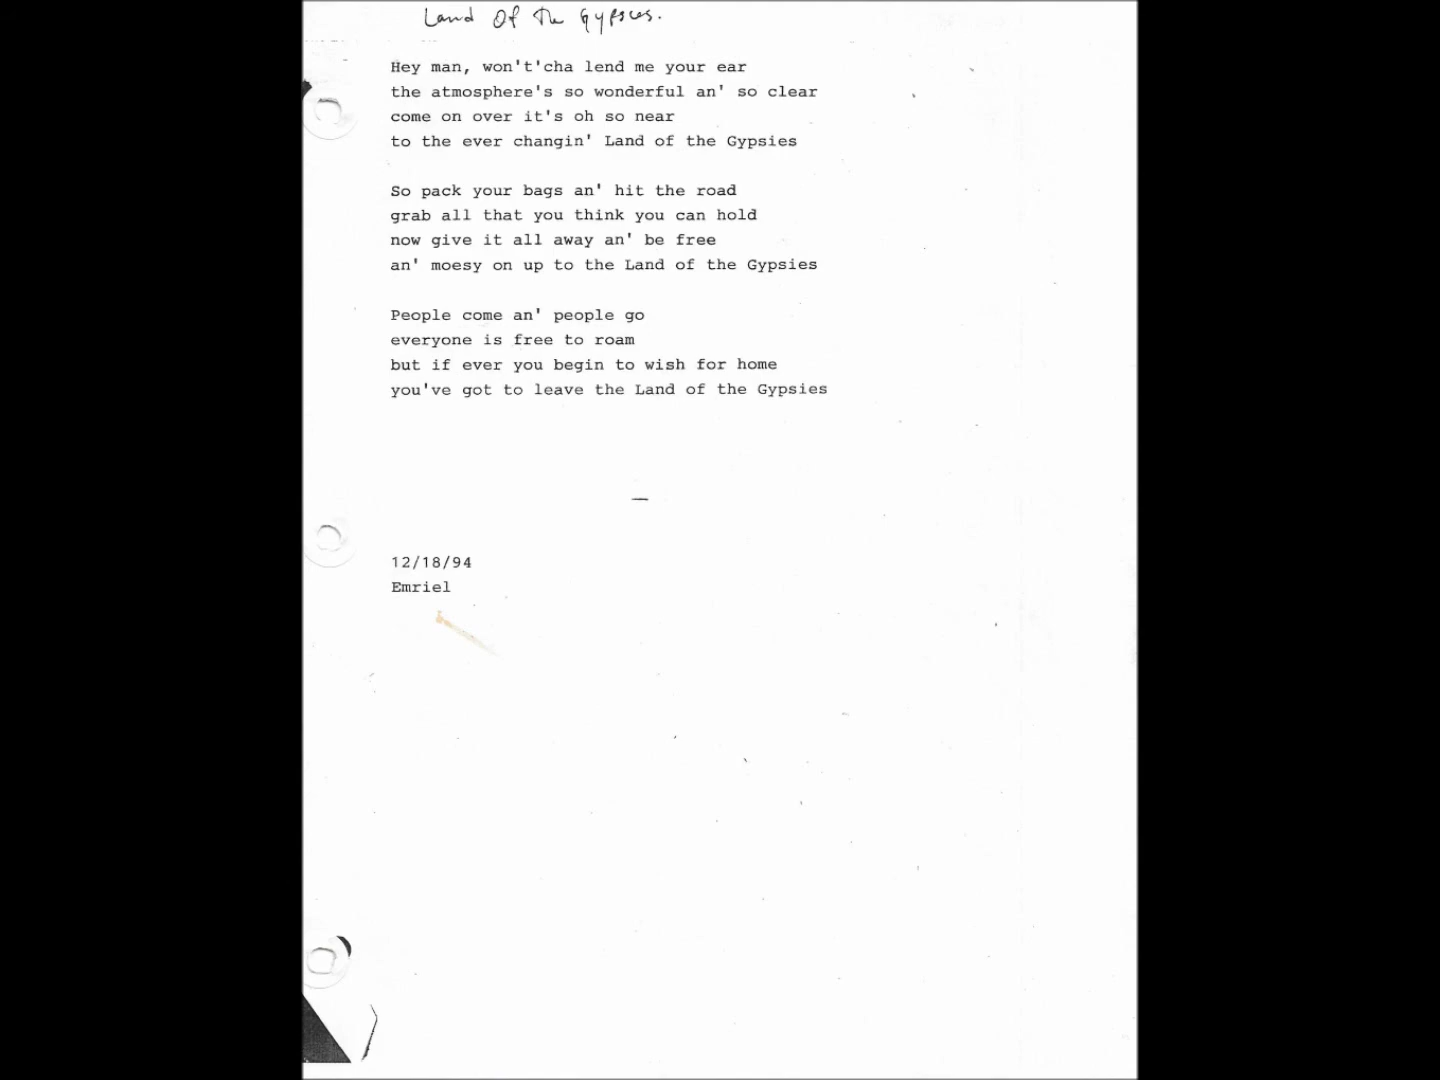 Land Of The Gypsies.
Hey man, won't'cha lend me your ear
the atmosphere's so wonderful an' so clear
come on over it's oh so near
to the ever changin' Land of the Gypsies
So pack your bags an' hit the road
grab all that you think you can hold
now give it all away an' be free
an' moesy on up to the Land of the Gypsies
People come an' people go
everyone is free to roam
but if ever you begin to wish for home
you've got to leave the Land of the Gypsies
12/18/94
Emriel